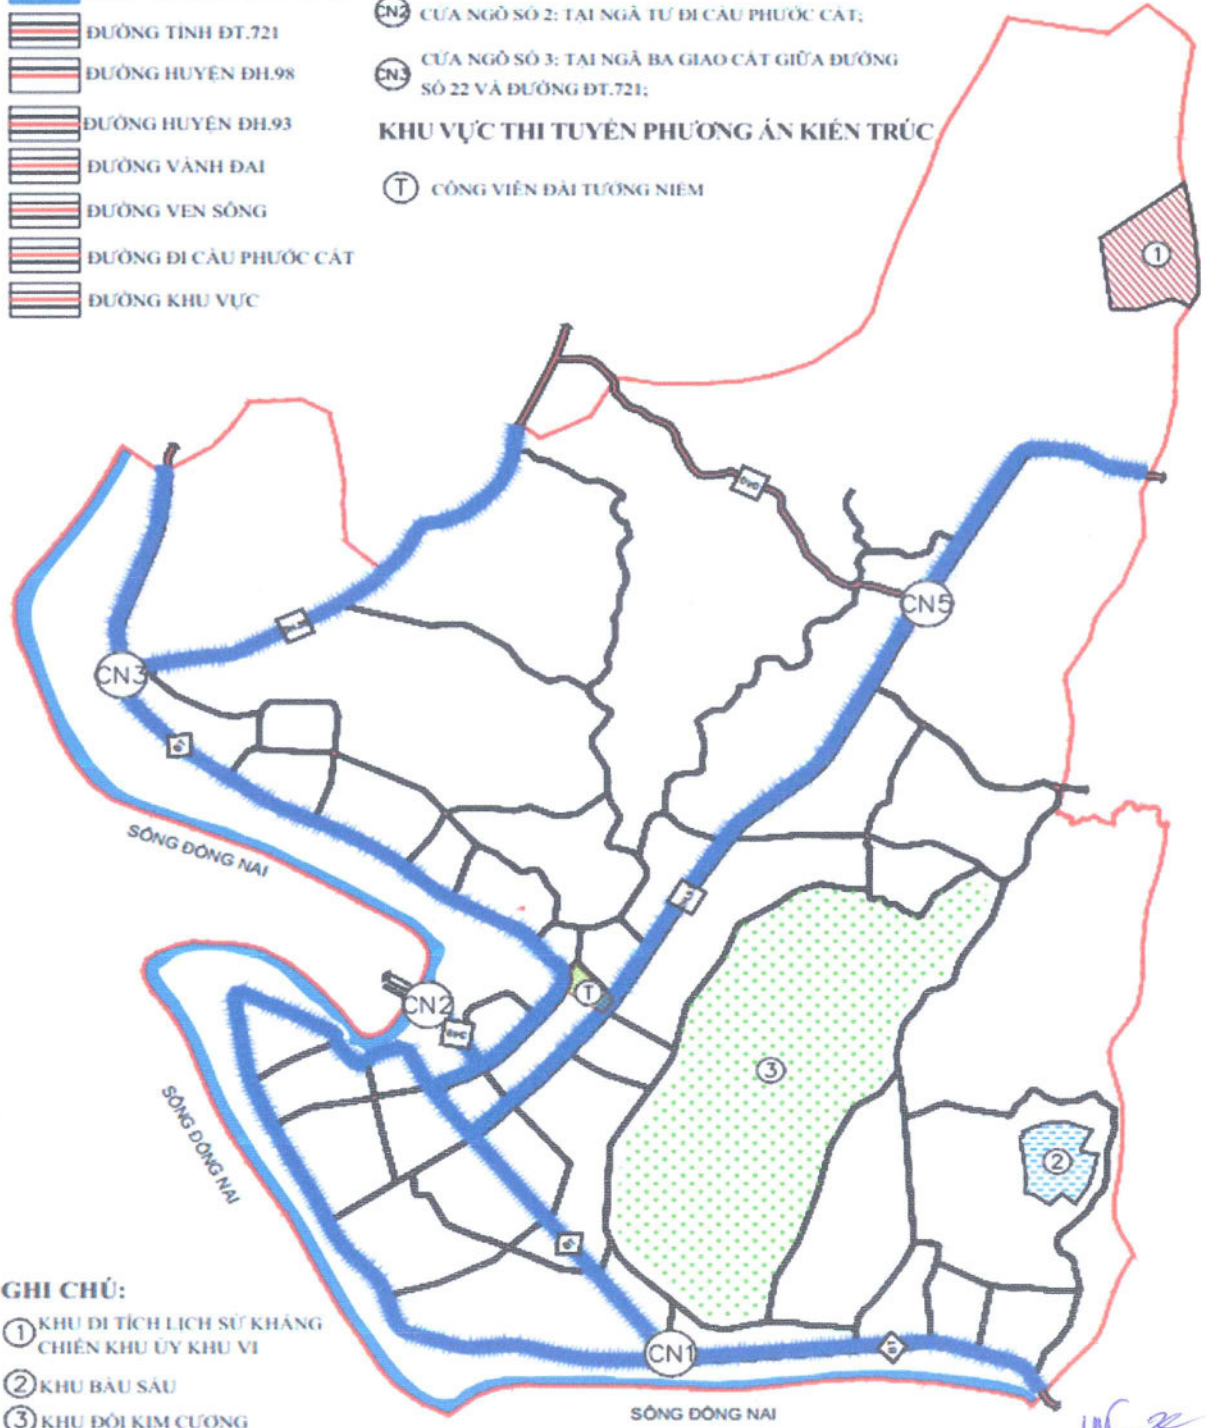 ĐƯỜNG TỈNH ĐT.721
ĐƯỜNG HUYỆN ĐH.98
ĐƯỜNG HUYỆN ĐH.93
ĐƯỜNG VÀNH ĐAI
ĐƯỜNG VEN SÔNG
ĐƯỜNG ĐI CẦU PHƯỚC CÁT
ĐƯỜNG KHU VỰC
CN2 CỬA NGÕ SỐ 2: TẠI NGÃ TƯ ĐI CẦU PHƯỚC CÁT;
CN3 CỬA NGÕ SỐ 3: TẠI NGÃ BA GIAO CẮT GIỮA ĐƯỜNG
SỐ 22 VÀ ĐƯỜNG ĐT.721;
KHU VỰC THI TUYỂN PHƯƠNG ÁN KIẾN TRÚC
T CÔNG VIÊN ĐÀI TƯỞNG NIỆM
1
CN5
CN3
SÔNG ĐỒNG NAI
T
CN2
3
SÔNG ĐỒNG NAI
2
CN1
SÔNG ĐỒNG NAI
GHI CHÚ:
1 KHU DI TÍCH LỊCH SỬ KHÁNG
CHIẾN KHU ỦY KHU VI
2 KHU BÀU SẤU
3 KHU ĐỒI KIM CƯƠNG